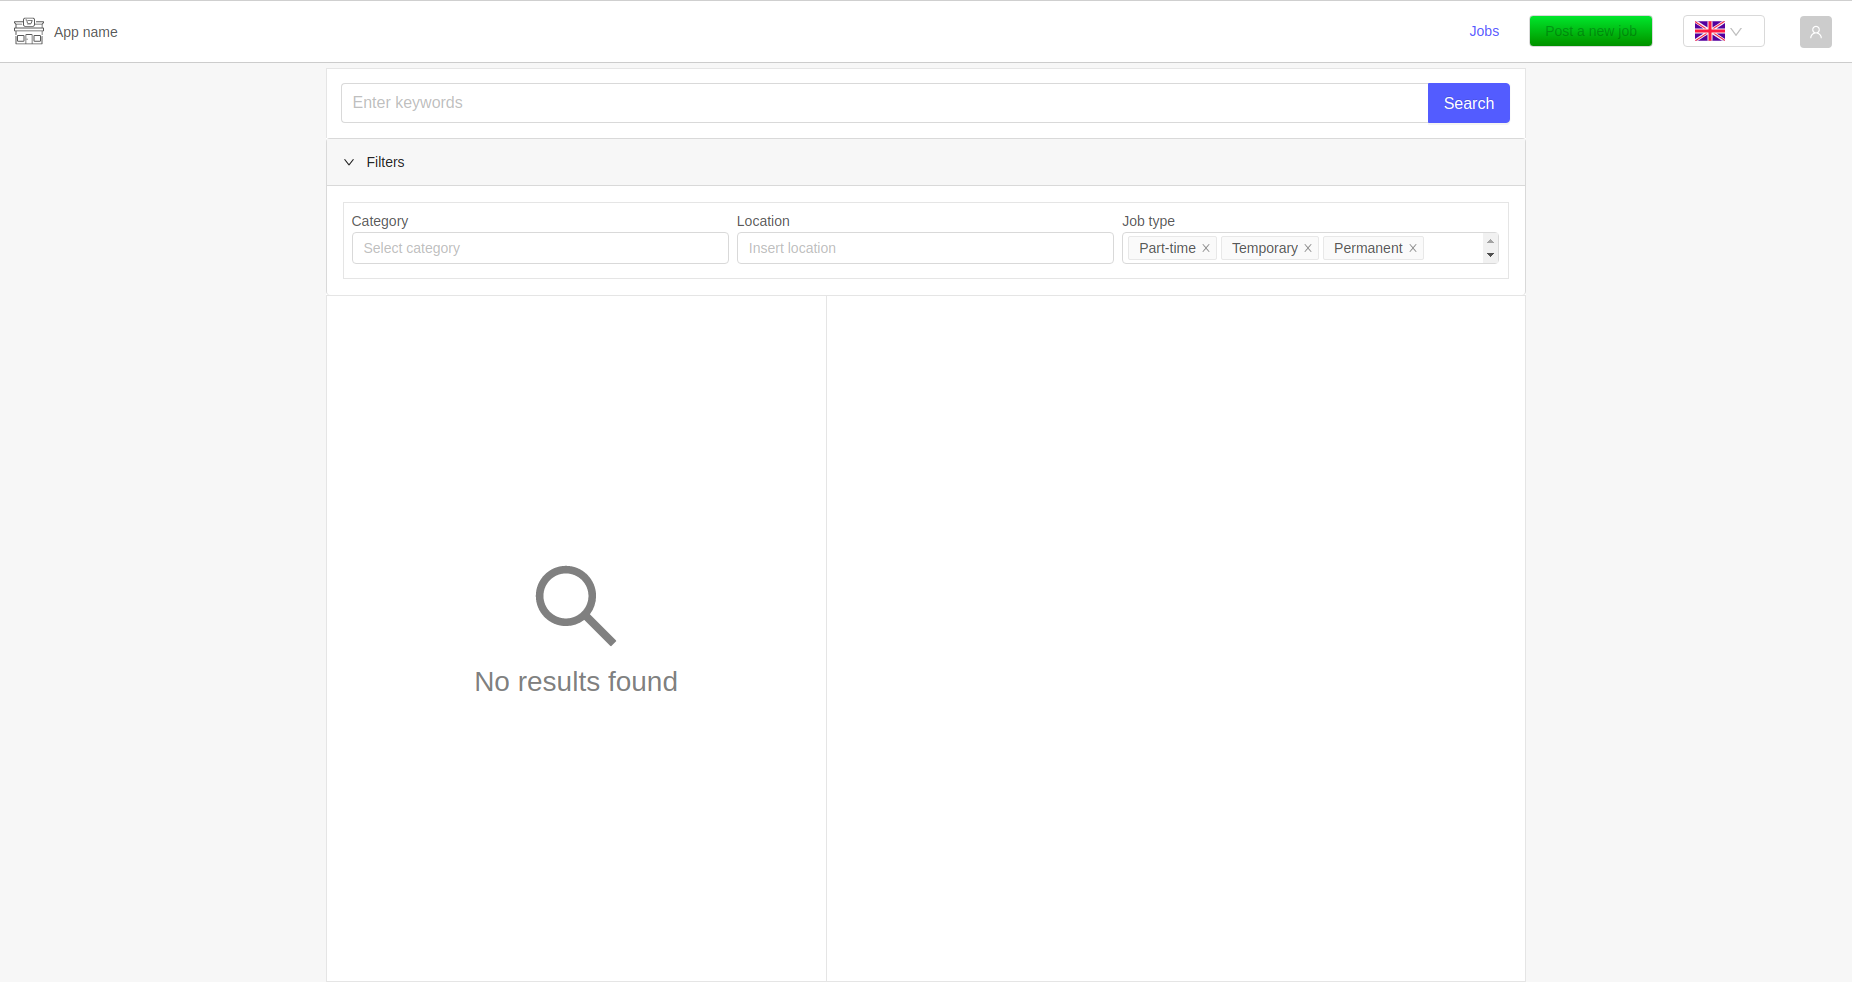 App name
Jobs
Post a new job
Enter keywords
Search
Filters
Category
Location
Job type
Select category
Insert location
Part-time
Temporary
Permanent
No results found